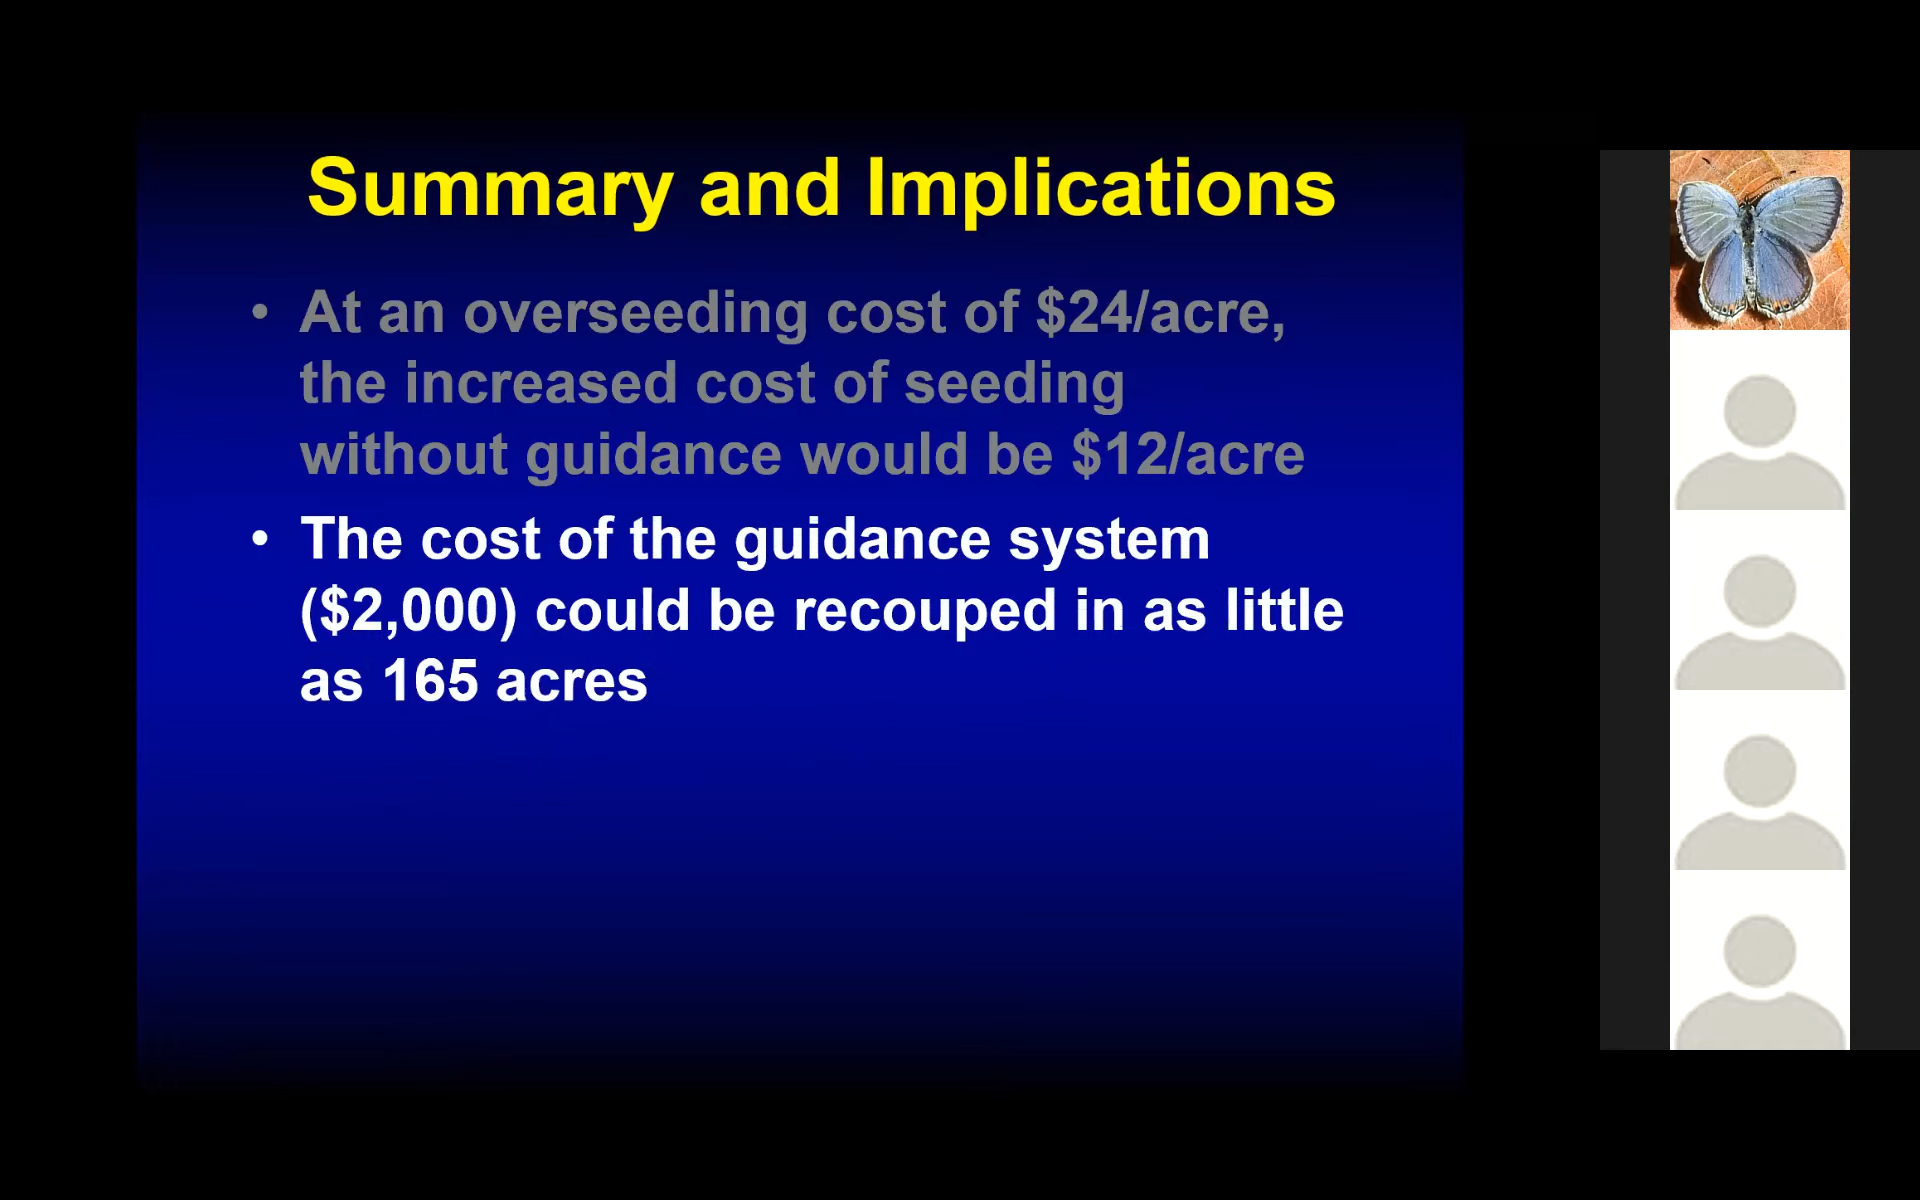 Summary and Implications
• At an overseeding cost of $24/acre,
the increased cost of seeding
without guidance would be $12/acre
• The cost of the guidance system
($2,000) could be recouped in as little
as 165 acres